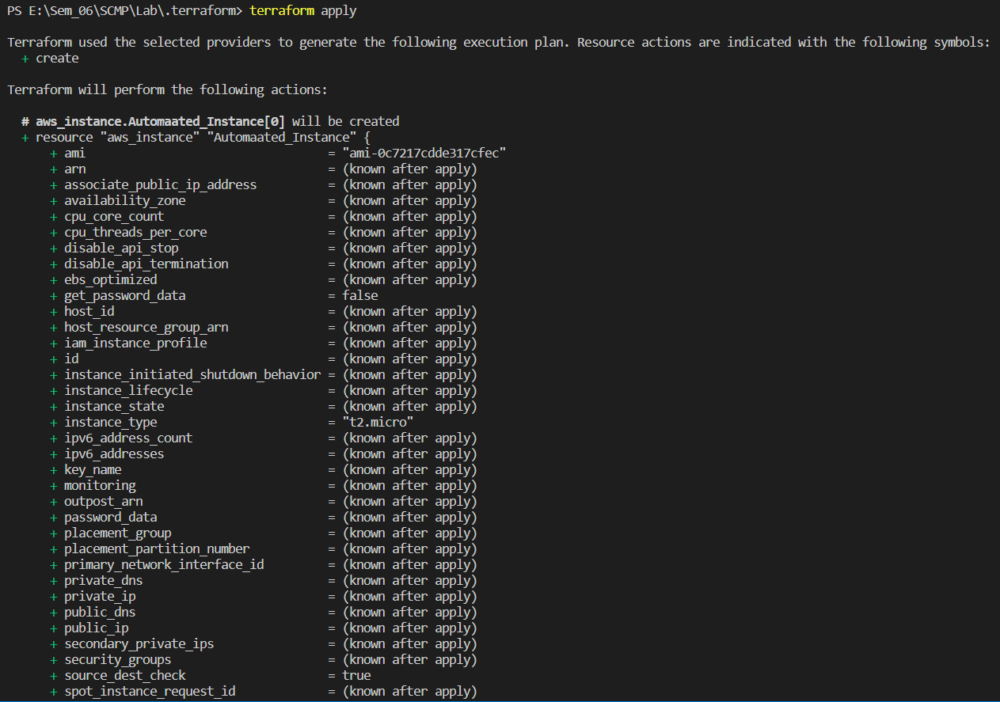 PS E:\Sem_06\SCMP\Lab\.terraform> terraform apply
Terraform used the selected providers to generate the following execution plan. Resource actions are indicated with the following symbols:
+ create
Terraform will perform the following actions:
# aws_instance.Automaated_Instance[0] will be created
+ resource "aws_instance" "Automaated_Instance" {
+ ami = "ami-0c7217cdde317cfec"
+ arn = (known after apply)
+ associate_public_ip_address = (known after apply)
+ availability_zone = (known after apply)
+ cpu_core_count = (known after apply)
+ cpu_threads_per_core = (known after apply)
+ disable_api_stop = (known after apply)
+ disable_api_termination = (known after apply)
+ ebs_optimized = (known after apply)
+ get_password_data = false
+ host_id = (known after apply)
+ host_resource_group_arn = (known after apply)
+ iam_instance_profile = (known after apply)
+ id = (known after apply)
+ instance_initiated_shutdown_behavior = (known after apply)
+ instance_lifecycle = (known after apply)
+ instance_state = (known after apply)
+ instance_type = "t2.micro"
+ ipv6_address_count = (known after apply)
+ ipv6_addresses = (known after apply)
+ key_name = (known after apply)
+ monitoring = (known after apply)
+ outpost_arn = (known after apply)
+ password_data = (known after apply)
+ placement_group = (known after apply)
+ placement_partition_number = (known after apply)
+ primary_network_interface_id = (known after apply)
+ private_dns = (known after apply)
+ private_ip = (known after apply)
+ public_dns = (known after apply)
+ public_ip = (known after apply)
+ secondary_private_ips = (known after apply)
+ security_groups = (known after apply)
+ source_dest_check = true
+ spot_instance_request_id = (known after apply)